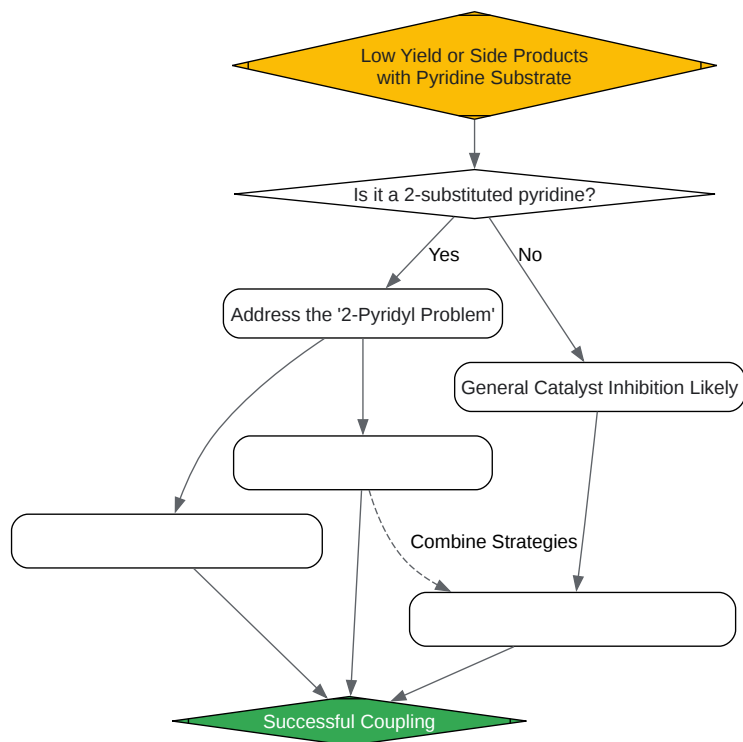 Low Yield or Side Products
with Pyridine Substrate
Is it a 2-substituted pyridine?
Yes
No
Address the '2-Pyridyl Problem'
General Catalyst Inhibition Likely
Combine Strategies
Successful Coupling